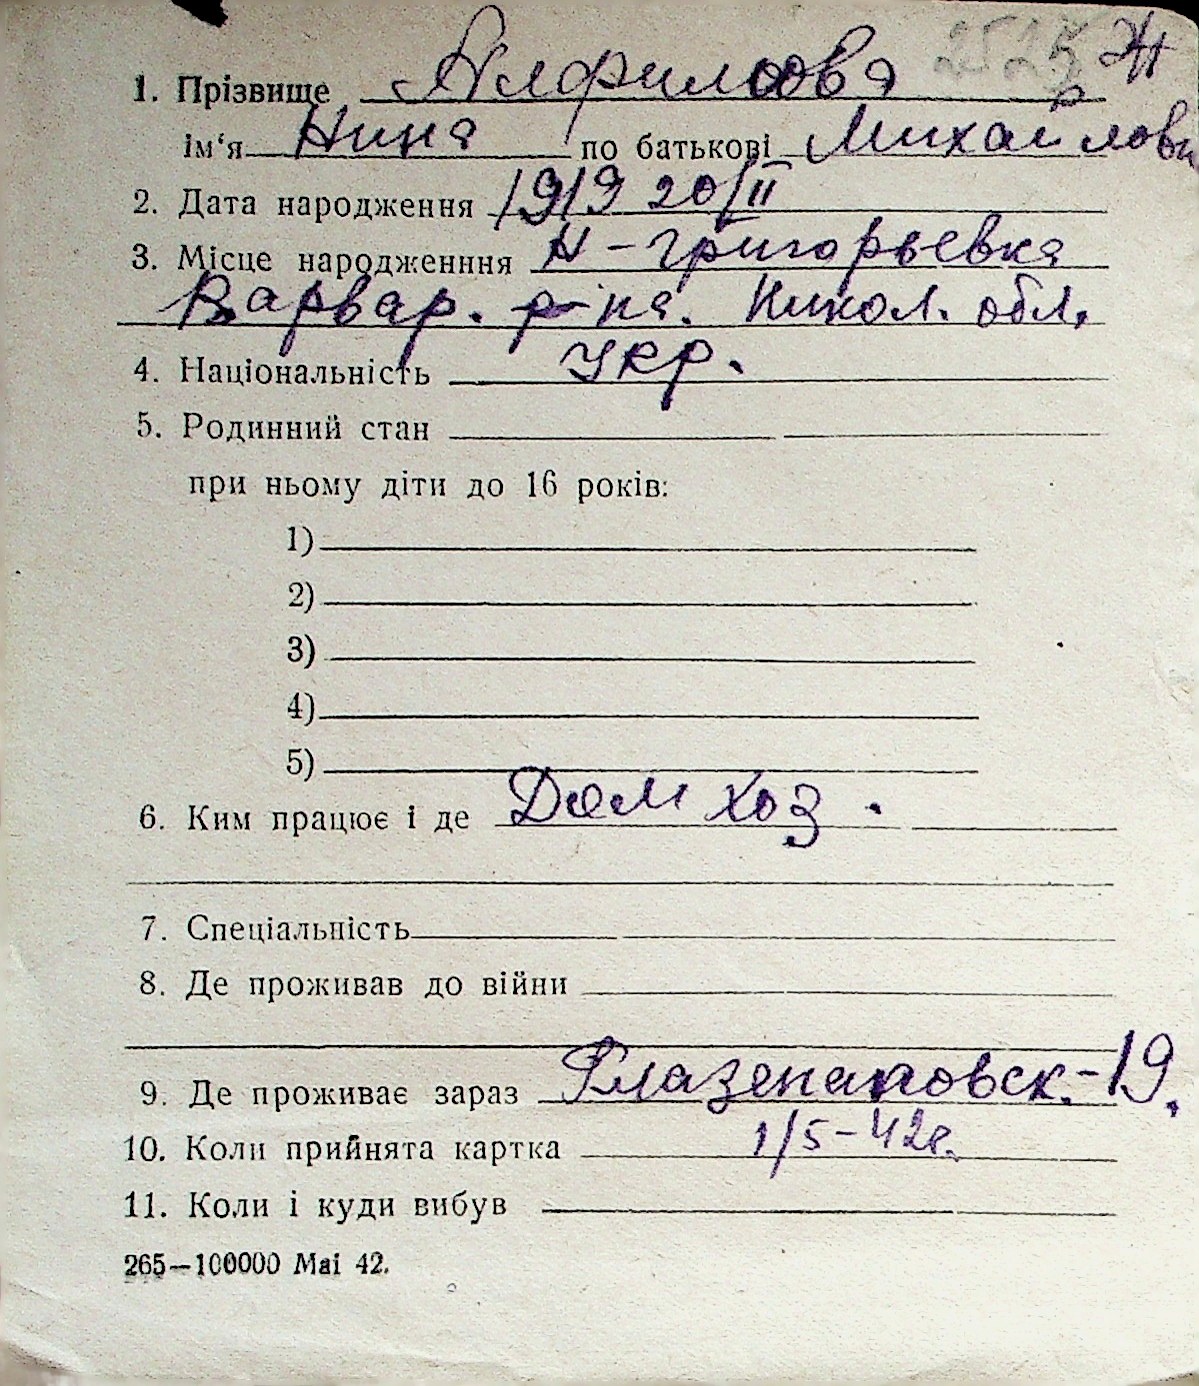 2525 Ж
1. Прізвище Алфимова
ім‘я Нина по батькові Михайловн
2. Дата народження 1919 20/II
3. Місце народженння Н-Григорьевка
Варвар. р-на. Никол. обл.
4. Національність укр.
5. Родинний стан
при ньому діти до 16 років:
1)
2)
3)
4)
5)
6. Ким працює і де Дом хоз.
7. Спеціальність
8. Де проживав до війни
9. Де проживає зараз Глазенаповск.-19.
10. Коли прийнята картка 1/5-42г.
11. Коли і куди вибув
265—100000 Mai 42.